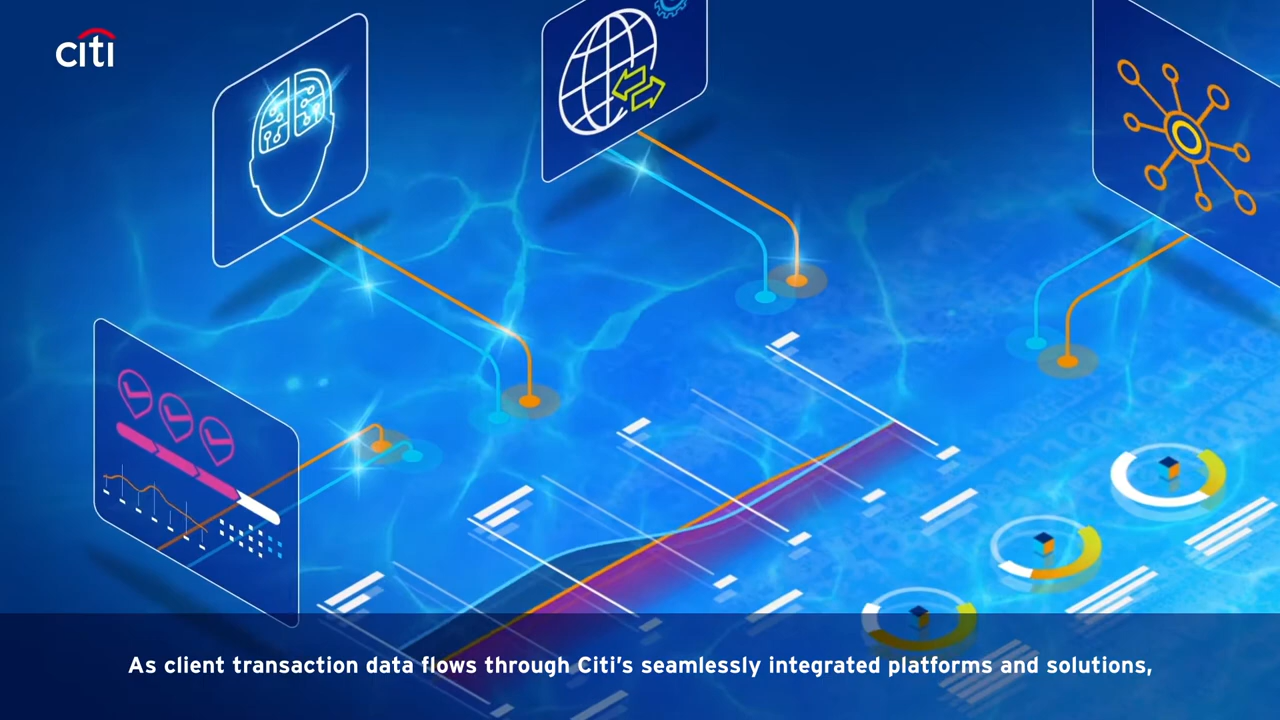 citi
As client transaction data flows through Citi's seamlessly integrated platforms and solutions,